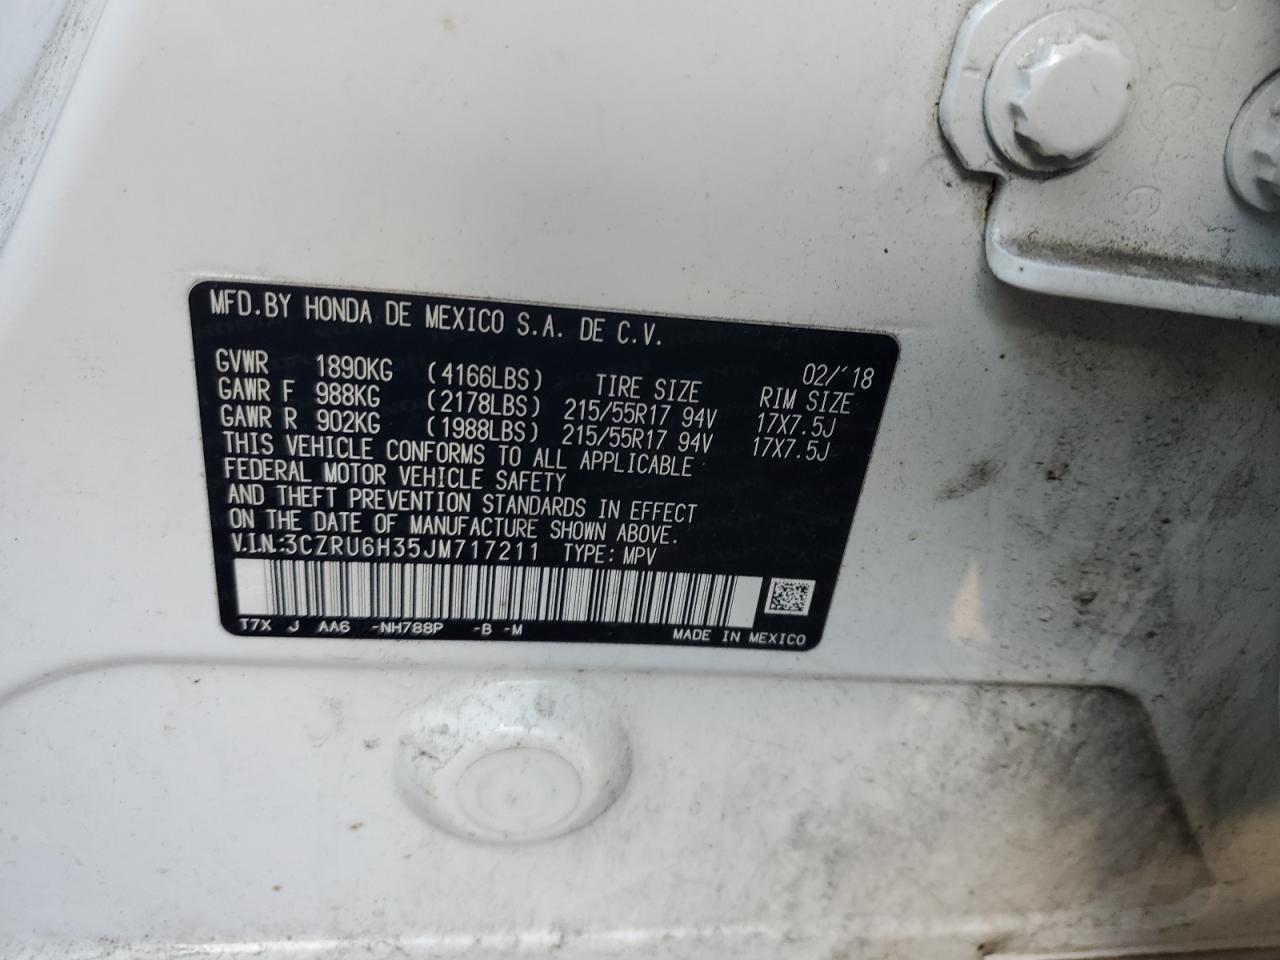 MFD.BY HONDA DE MEXICO S.A. DE C.V.
02/'18
GVWR 1890KG (4166LBS) TIRE SIZE RIM SIZE
GAWR F 988KG (2178LBS) 215/55R17 94V 17X7.5J
GAWR R 902KG (1988LBS) 215/55R17 94V 17X7.5J
THIS VEHICLE CONFORMS TO ALL APPLICABLE
FEDERAL MOTOR VEHICLE SAFETY
AND THEFT PREVENTION STANDARDS IN EFFECT
ON THE DATE OF MANUFACTURE SHOWN ABOVE.
V.I.N:3CZRU6H35JM717211 TYPE: MPV
T7X J AA6 -NH788P -B -M MADE IN MEXICO